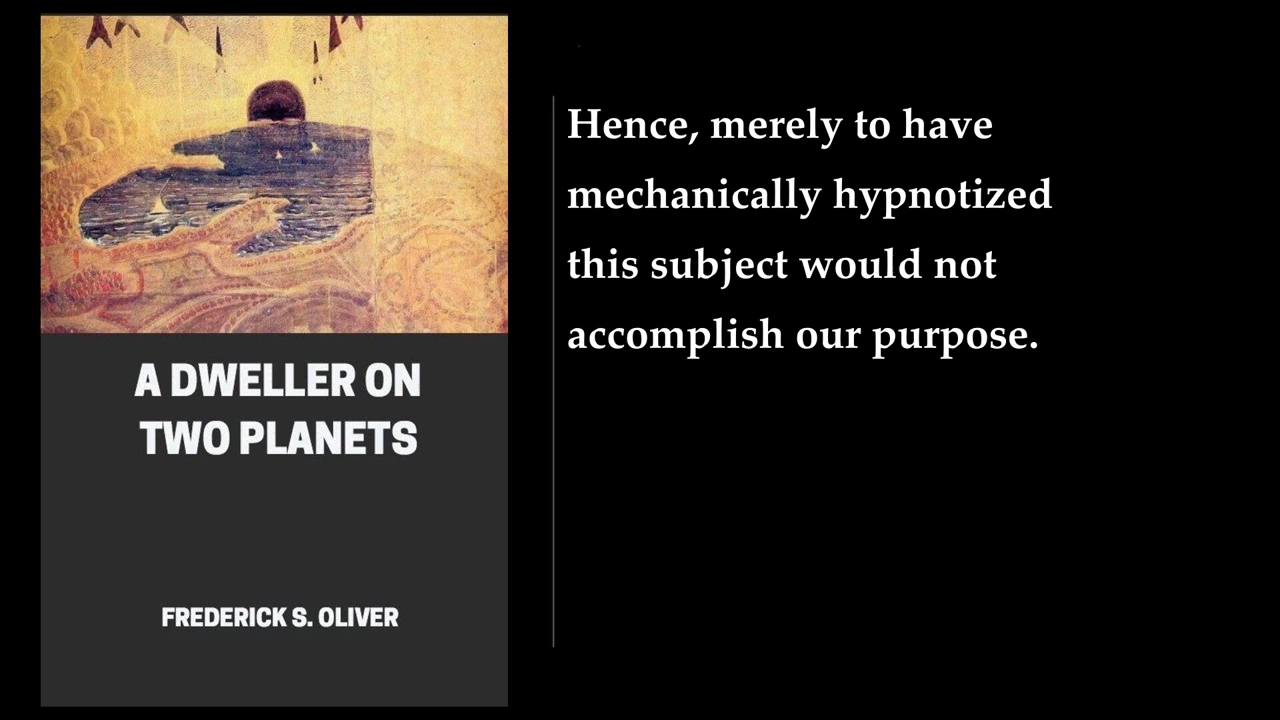 A DWELLER ON
TWO PLANETS
FREDERICK S. OLIVER
Hence, merely to have
mechanically hypnotized
this subject would not
accomplish our purpose.